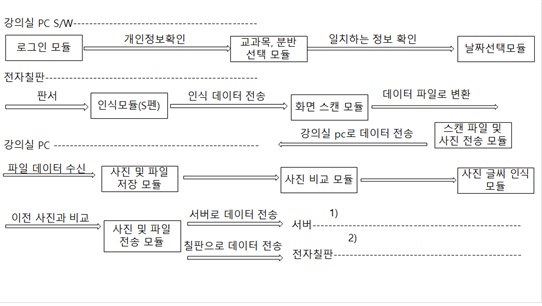 강의실 PC S/W----------------------------------------
로그인 모듈
개인정보확인
교과목, 분반
선택 모듈
일치하는 정보 확인
날짜선택모듈
전자칠판----------------------------------------
판서
인식모듈(S펜)
인식 데이터 전송
화면 스캔 모듈
데이터 파일로 변환
강의실 pc로 데이터 전송
스캔 파일 및
사진 전송 모듈
강의실 PC ----------------------------------------
파일 데이터 수신
사진 및 파일
저장 모듈
사진 비교 모듈
사진 글씨 인식
모듈
이전 사진과 비교
사진 및 파일
전송 모듈
서버로 데이터 전송
1)
서버----------------------------------------
칠판으로 데이터 전송
2)
전자칠판----------------------------------------